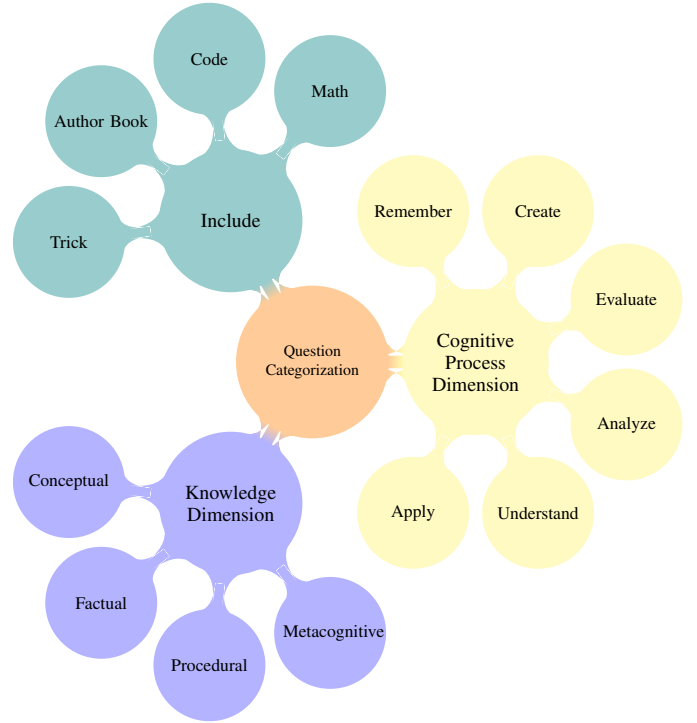 Code
Math
Author Book
Trick
Include
Remember
Create
Evaluate
Cognitive
Process
Dimension
Analyze
Understand
Apply
Question
Categorization
Conceptual
Knowledge
Dimension
Factual
Procedural
Metacognitive